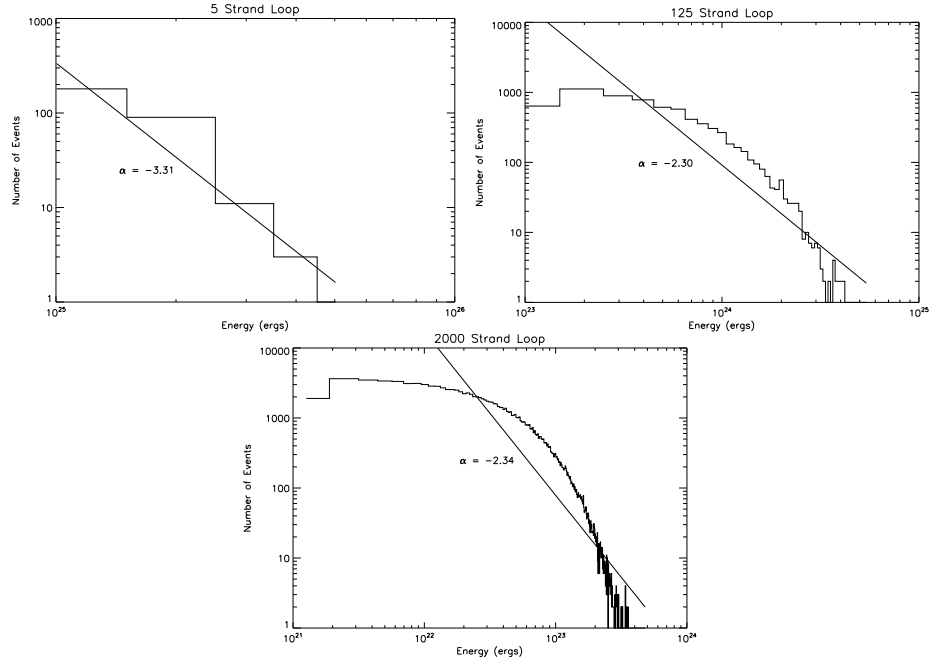 5 Strand Loop
1000
100
10
1
Number of Events
α = −3.31
10^25
10^26
Energy (ergs)
125 Strand Loop
10000
1000
100
10
1
Number of Events
α = −2.30
10^23
10^24
10^25
Energy (ergs)
2000 Strand Loop
10000
1000
100
10
1
Number of Events
α = −2.34
10^21
10^22
10^23
10^24
Energy (ergs)